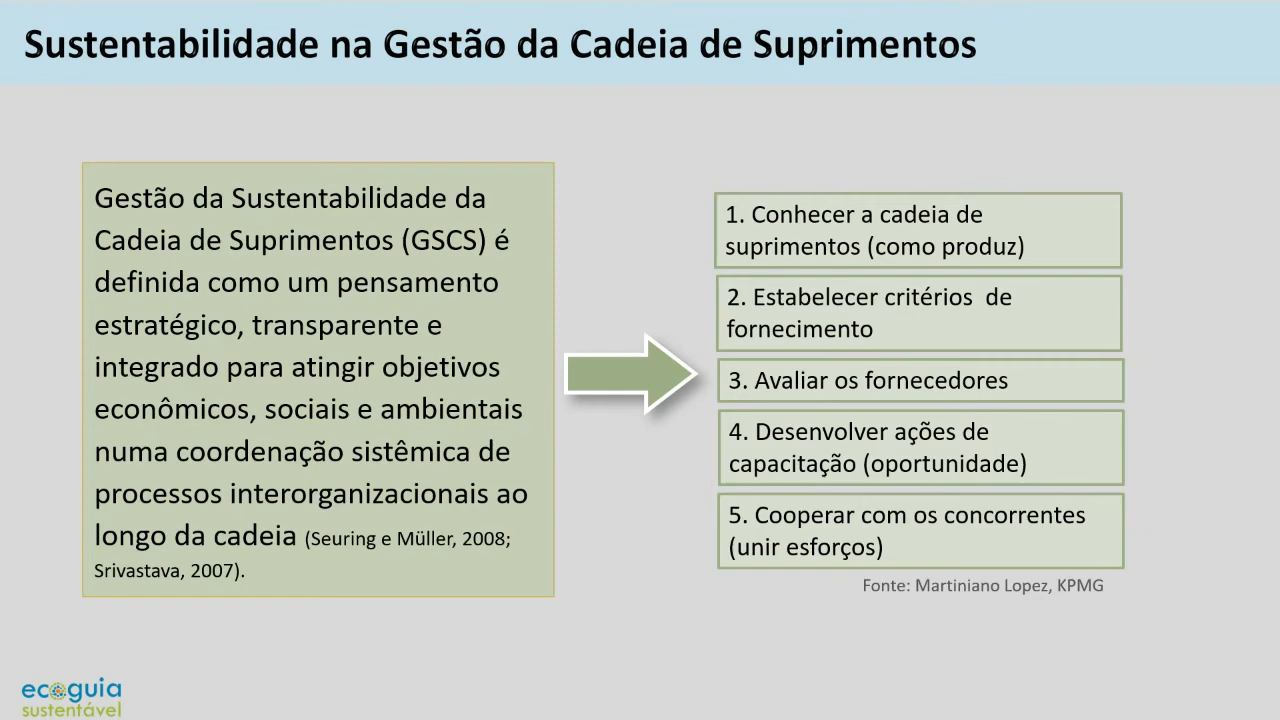 Sustentabilidade na Gestão da Cadeia de Suprimentos
Gestão da Sustentabilidade da
Cadeia de Suprimentos (GSCS) é
definida como um pensamento
estratégico, transparente e
integrado para atingir objetivos
econômicos, sociais e ambientais
numa coordenação sistêmica de
processos interorganizacionais ao
longo da cadeia (Seuring e Müller, 2008;
Srivastava, 2007).
1. Conhecer a cadeia de
suprimentos (como produz)
2. Estabelecer critérios  de
fornecimento
3. Avaliar os fornecedores
4. Desenvolver ações de
capacitação (oportunidade)
5. Cooperar com os concorrentes
(unir esforços)
Fonte: Martiniano Lopez, KPMG
ecoguia
sustentável